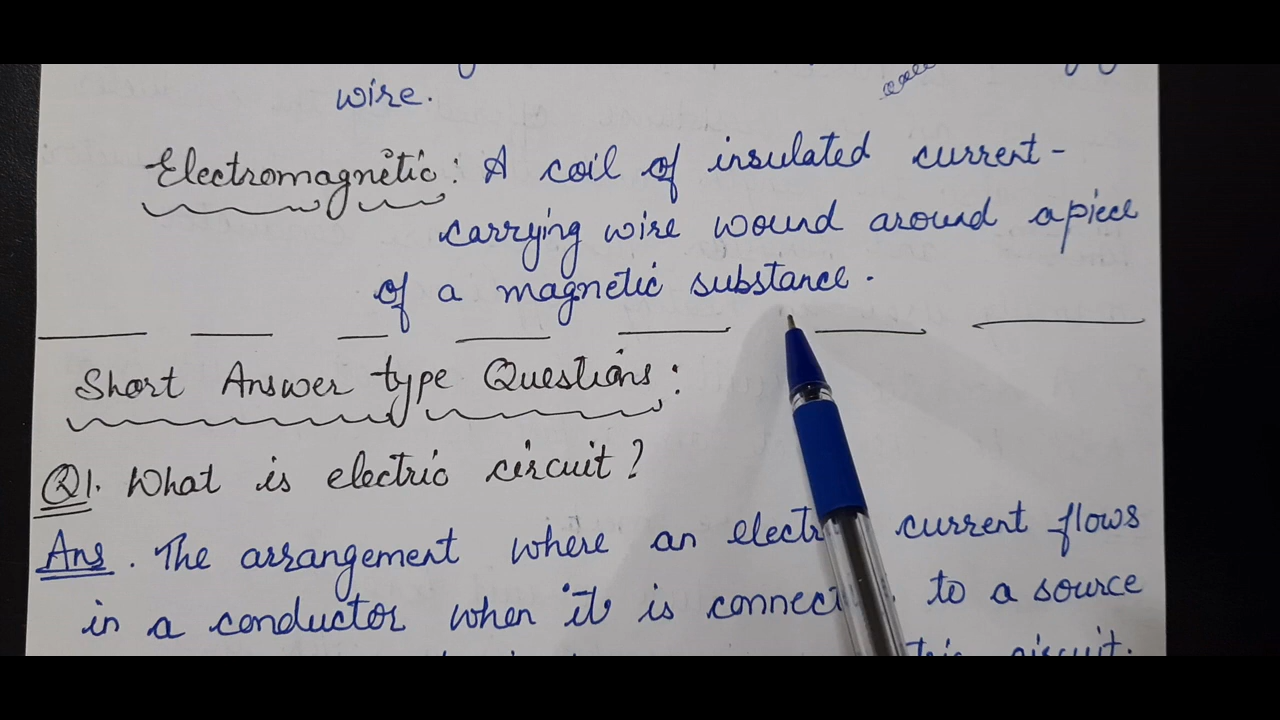 wire.
Electromagnetic: A coil of insulated current-
carrying wire wound around a piece
of a magnetic substance.
Short Answer type Questions:
Q1. What is electric circuit?
Ans. The arrangement where an electr current flows
in a conductor when it is connec to a source
circuit.